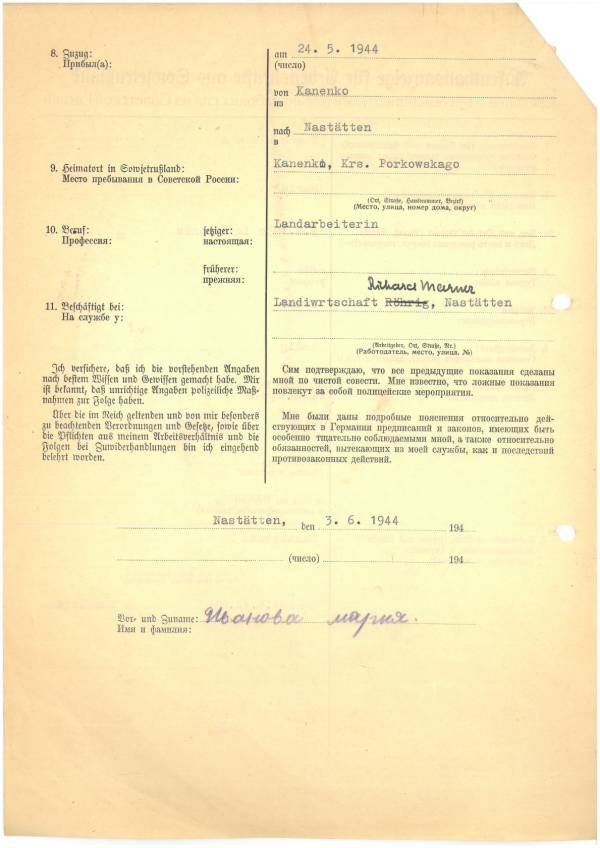 8. Zuzug: am 24. 5. 1944
Прибыл(а): (число)
von Kanenko
из
nach Nastätten
в
9. Heimatort in Sowjetrußland: Kanenko, Krs. Porkowskago
Место пребывания в Советской России:
(Ort, Straße, Hausnummer, Bezirk)
(Место, улица, номер дома, округ)
10. Beruf: jetziger: Landarbeiterin
Профессия: настоящая:
früherer:
прежняя:
Richard Marner
11. Beschäftigt bei: Landiwrtschaft Röhrig, Nastätten
На службе у:
(Arbeitgeber, Ort, Straße, Nr.)
(Работодатель, место, улица, №)
Ich versichere, daß ich die vorstehenden Angaben
nach bestem Wissen und Gewissen gemacht habe. Mir
ist bekannt, daß unrichtige Angaben polizeiliche Maß-
nahmen zur Folge haben.
Über die im Reich geltenden und von mir besonders
zu beachtenden Verordnungen und Gesetze, sowie über
die Pflichten aus meinem Arbeitsverhältnis und die
Folgen bei Zuwiderhandlungen bin ich eingehend
belehrt worden.
Сим подтверждаю, что все предыдущие показания сделаны
мной по чистой совести. Мне известно, что ложные показания
повлекут за собой полицейские мероприятия.
Мне были даны подробные пояснения относительно дей-
ствующих в Германии предписаний и законов, имеющих быть
особенно тщательно соблюдаемыми мной, а также относительно
обязанностей, вытекающих из моей службы, как и последствий
противозаконных действий.
Nastätten, den 3. 6. 1944 194
(число) 194
Vor- und Zuname: Иванова мария.
Имя и фамилия: